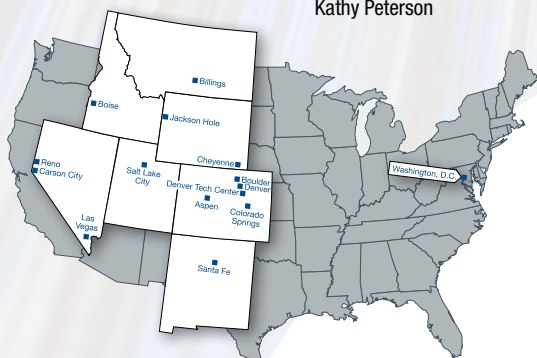 Kathy Peterson
Billings
Boise
Jackson Hole
Cheyenne
Washington, D.C.
Reno
Carson City
Salt Lake
City
Boulder
Denver
Denver Tech Center
Aspen
Colorado
Springs
Las
Vegas
Santa Fe